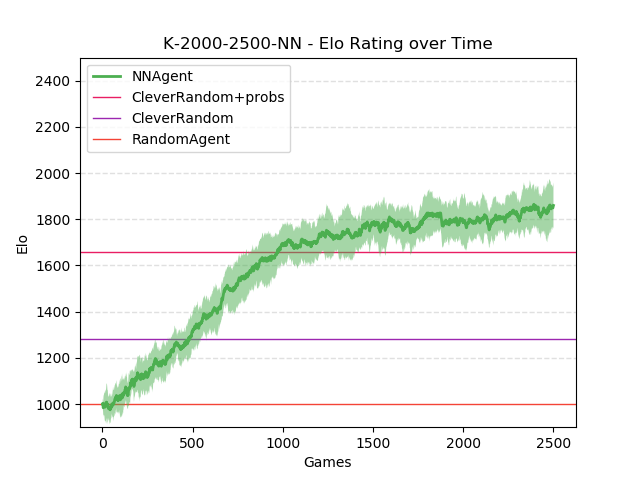 K-2000-2500-NN - Elo Rating over Time
NNAgent
CleverRandom+probs
CleverRandom
RandomAgent
2400
2200
2000
1800
1600
1400
1200
1000
Elo
0 500 1000 1500 2000 2500
Games